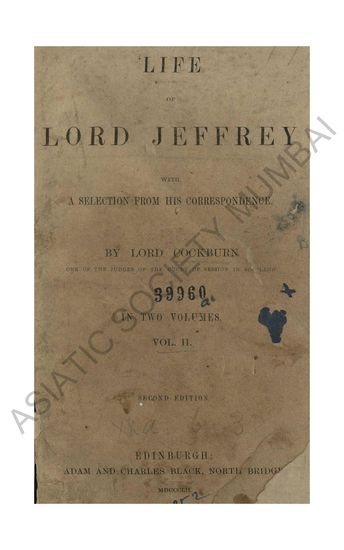 LIFE
OF
LORD JEFFREY
WITH
A SELECTION FROM HIS CORRESPONDENCE.
BY LORD COCKBURN
ONE OF THE JUDGES OF THE COURT OF SESSION IN SCOTLAND
39960
a.
IN TWO VOLUMES.
VOL. II.
SECOND EDITION
EDINBURGH:
ADAM AND CHARLES BLACK, NORTH BRIDGE
MDCCCLII
ASIATIC SOCIETY MUMBAI